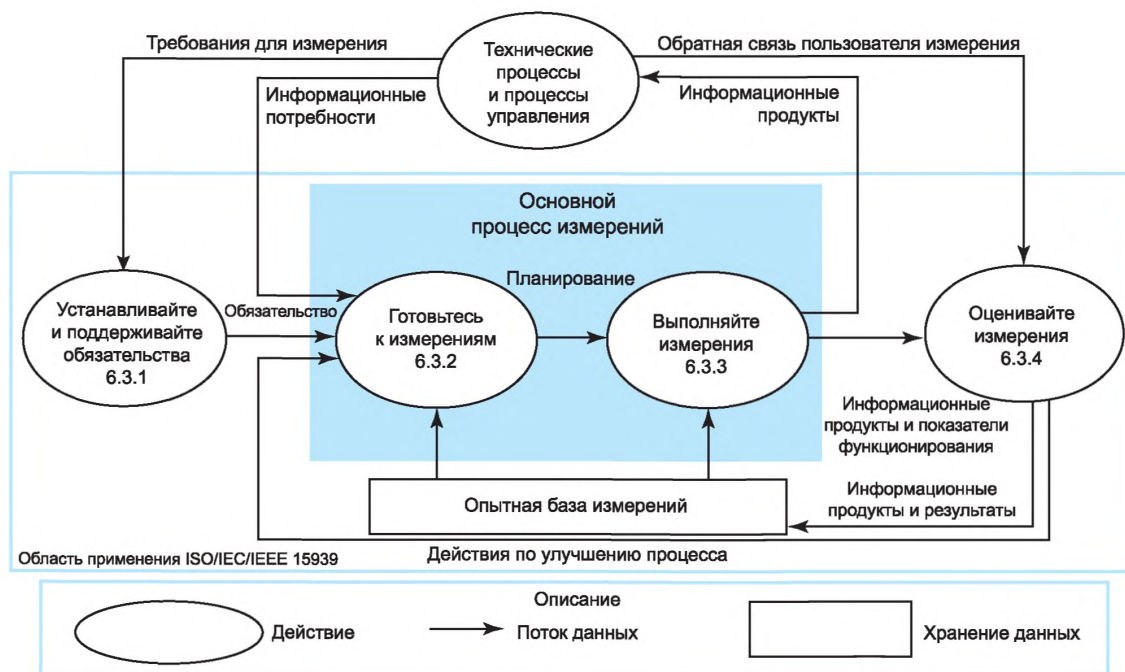 Требования для измерения
Технические
процессы
и процессы
управления
Обратная связь пользователя измерения
Информационные
потребности
Информационные
продукты
Основной
процесс измерений
Планирование
Устанавливайте
и поддерживайте
обязательства
6.3.1
Обязательство
Готовьтесь
к измерениям
6.3.2
Выполняйте
измерения
6.3.3
Оценивайте
измерения
6.3.4
Информационные
продукты и показатели
функционирования
Опытная база измерений
Информационные
продукты и результаты
Область применения ISO/IEC/IEEE 15939
Действия по улучшению процесса
Описание
Действие
Поток данных
Хранение данных